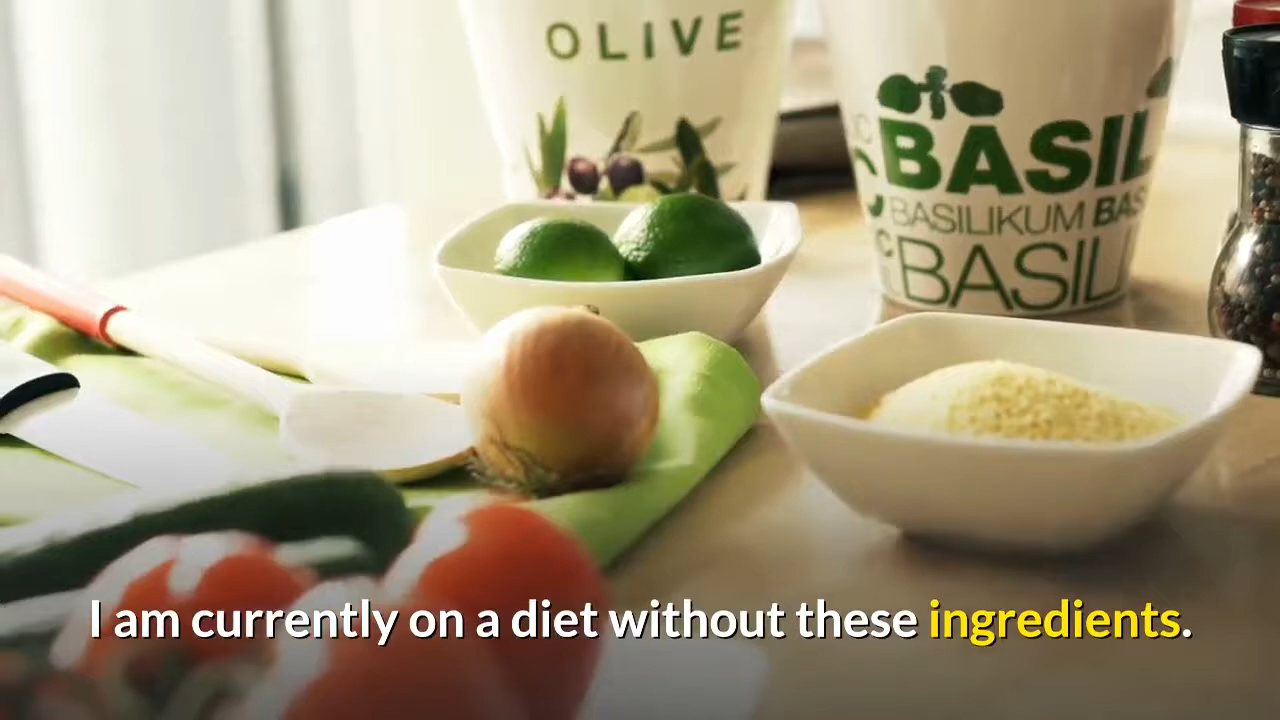 OLIVE
BASIL
BASILIKUM BAS
BASIL
I am currently on a diet without these ingredients.